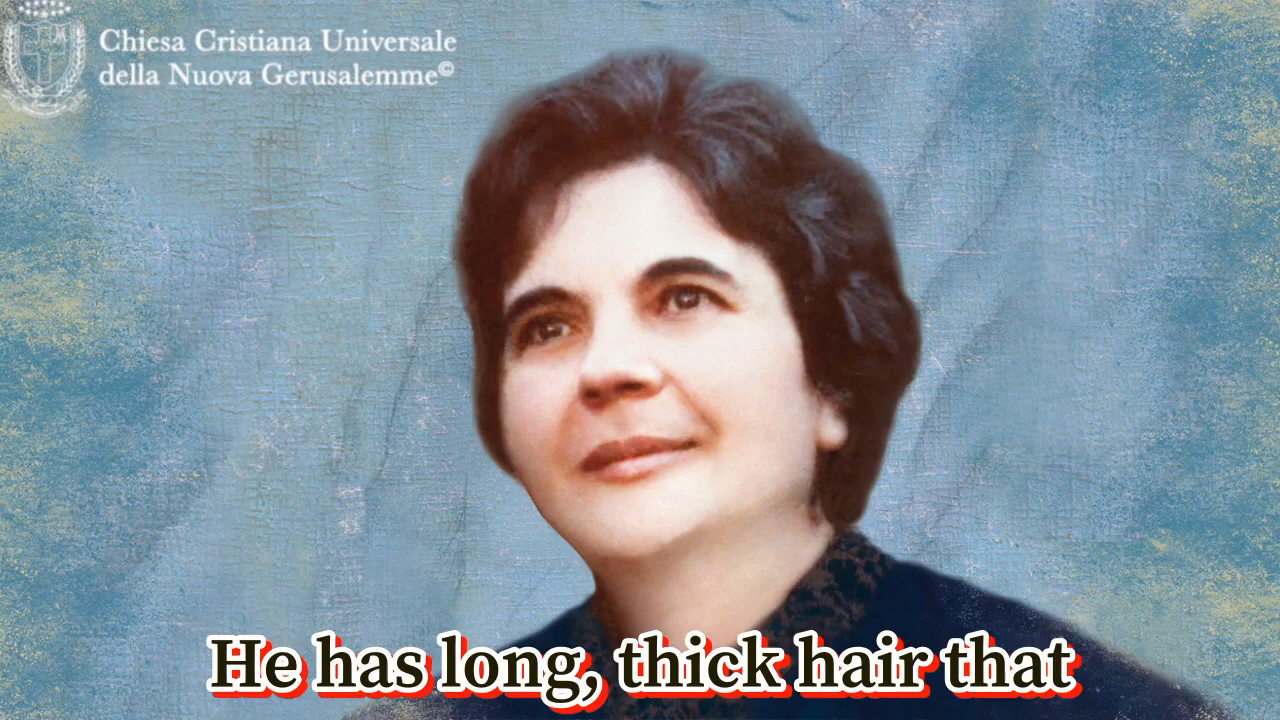 Chiesa Cristiana Universale
della Nuova Gerusalemme©
He has long, thick hair that